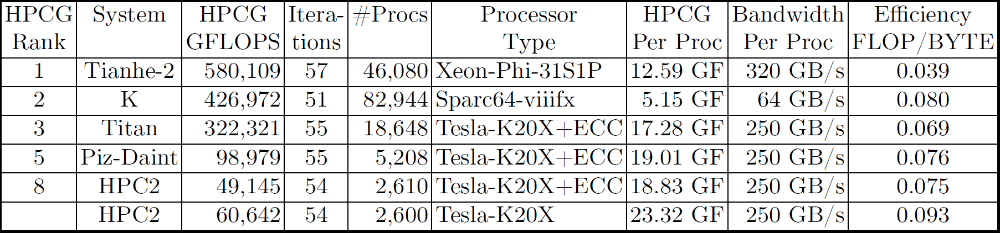 HPCG System HPCG Itera- #Procs Processor HPCG Bandwidth Efficiency
Rank GFLOPS tions Type Per Proc Per Proc FLOP/BYTE
1 Tianhe-2 580,109 57 46,080 Xeon-Phi-31S1P 12.59 GF 320 GB/s 0.039
2 K 426,972 51 82,944 Sparc64-viiifx 5.15 GF 64 GB/s 0.080
3 Titan 322,321 55 18,648 Tesla-K20X+ECC 17.28 GF 250 GB/s 0.069
5 Piz-Daint 98,979 55 5,208 Tesla-K20X+ECC 19.01 GF 250 GB/s 0.076
8 HPC2 49,145 54 2,610 Tesla-K20X+ECC 18.83 GF 250 GB/s 0.075
HPC2 60,642 54 2,600 Tesla-K20X 23.32 GF 250 GB/s 0.093